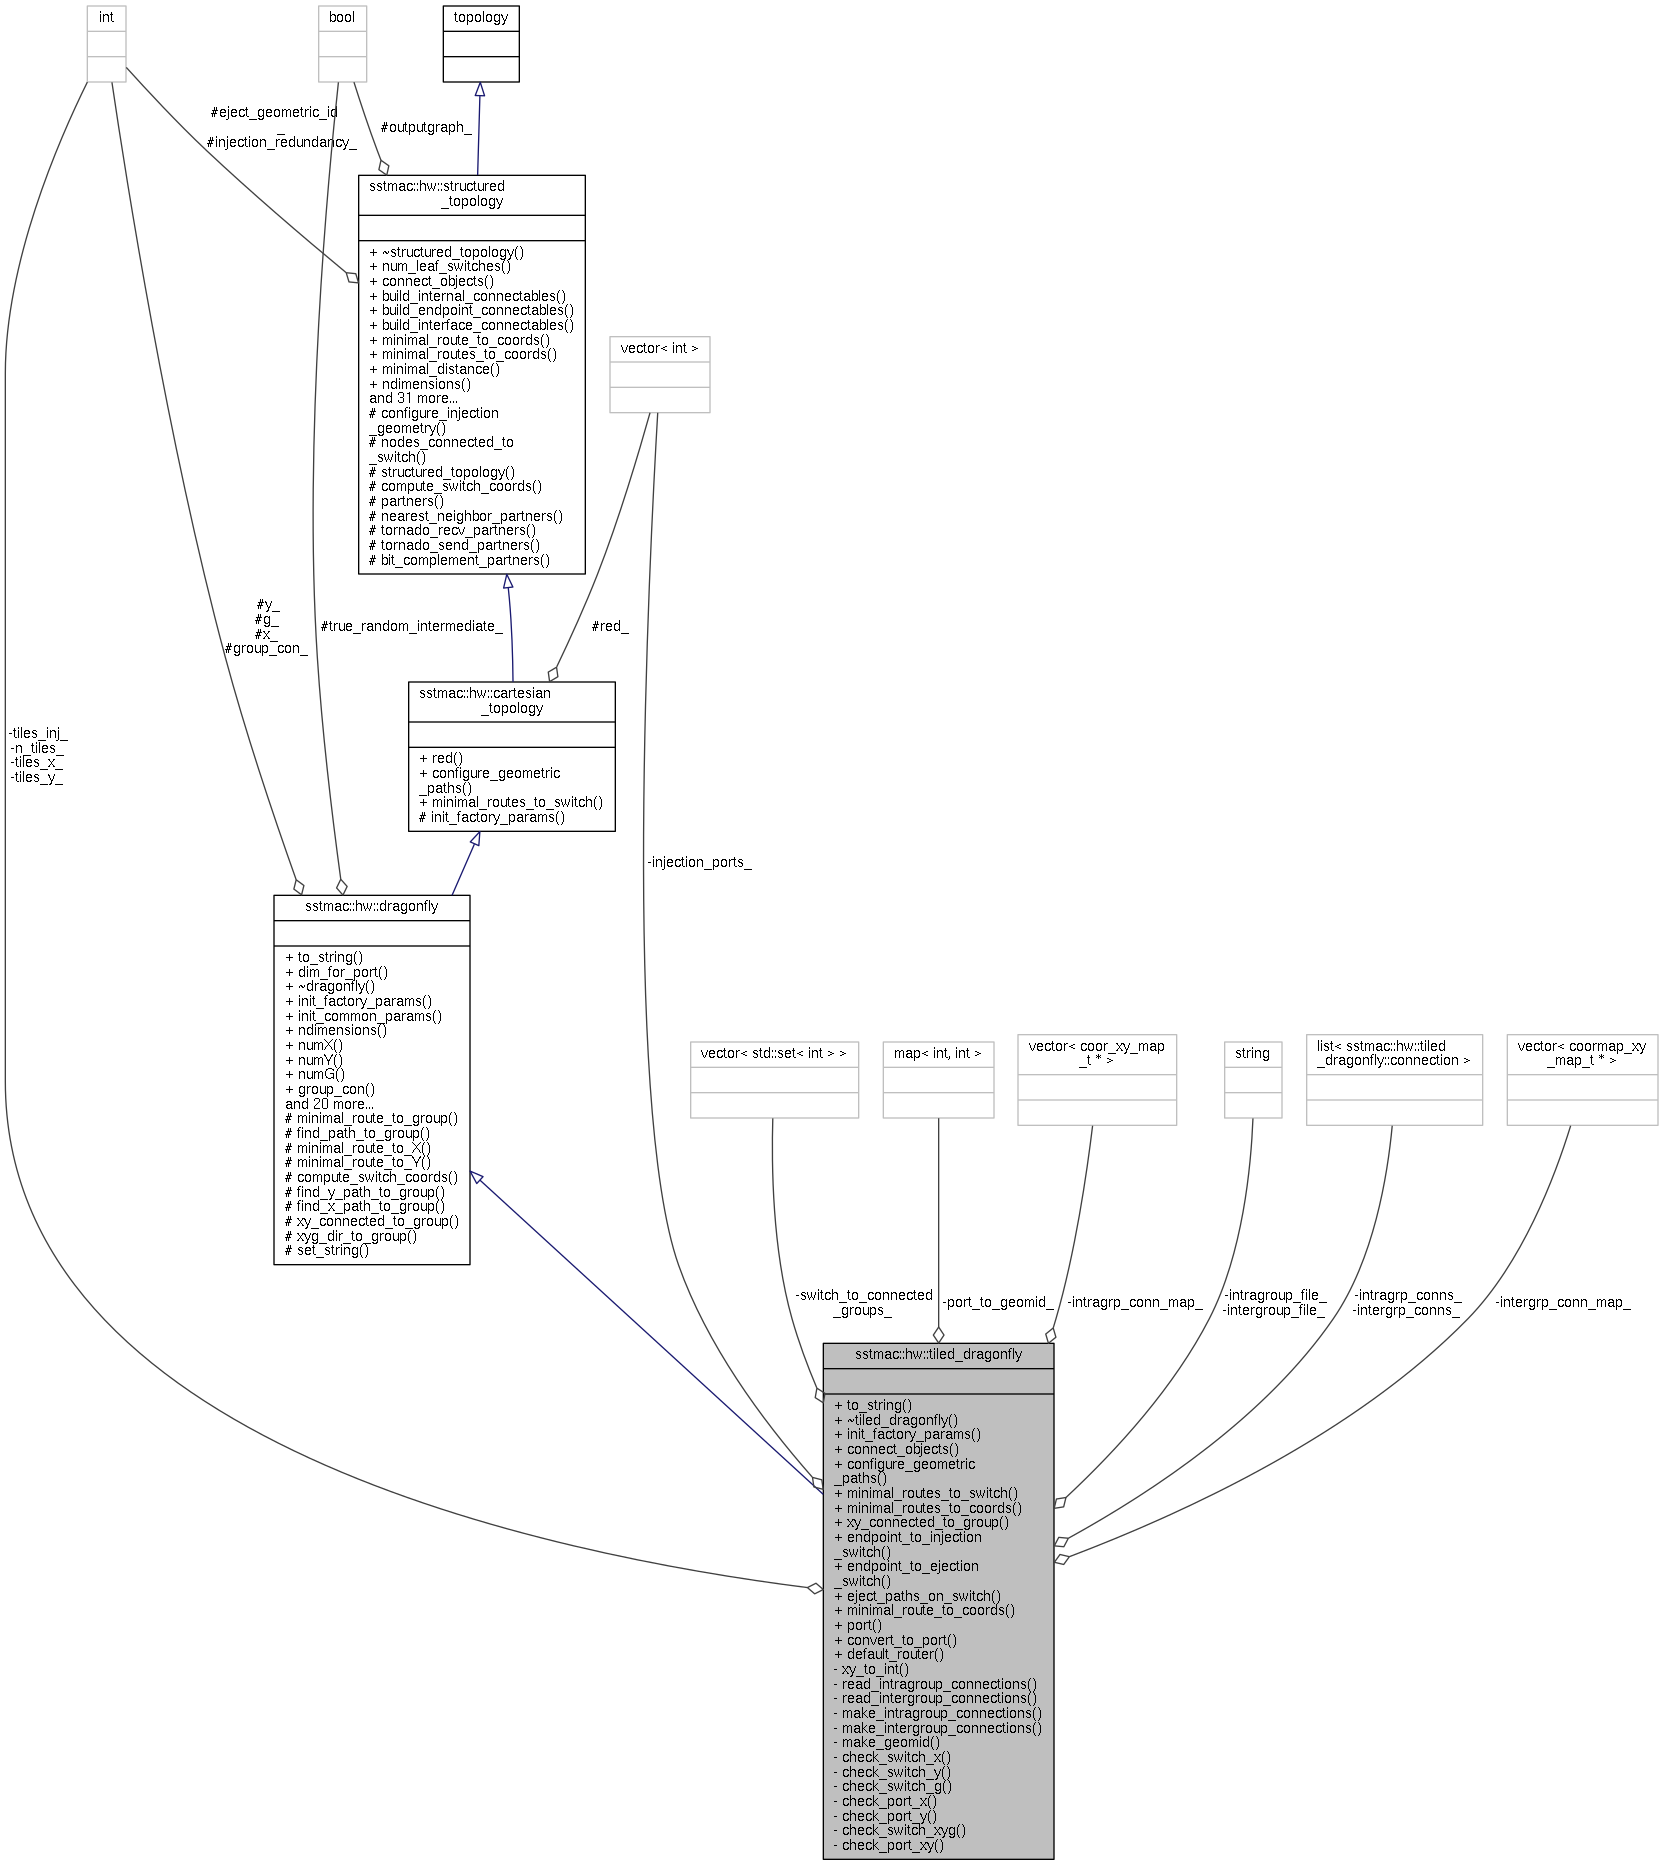 int
bool
topology
#eject_geometric_id
_
#injection_redundancy_
#outputgraph_
sstmac::hw::structured
_topology
+ ~structured_topology()
+ num_leaf_switches()
+ connect_objects()
+ build_internal_connectables()
+ build_endpoint_connectables()
+ build_interface_connectables()
+ minimal_route_to_coords()
+ minimal_routes_to_coords()
+ minimal_distance()
+ ndimensions()
and 31 more...
# configure_injection
_geometry()
# nodes_connected_to
_switch()
# structured_topology()
# compute_switch_coords()
# partners()
# nearest_neighbor_partners()
# tornado_recv_partners()
# tornado_send_partners()
# bit_complement_partners()
vector< int >
#y_
#g_
#x_
#group_con_
#true_random_intermediate_
#red_
sstmac::hw::cartesian
_topology
+ red()
+ configure_geometric
_paths()
+ minimal_routes_to_switch()
# init_factory_params()
-tiles_inj_
-n_tiles_
-tiles_x_
-tiles_y_
-injection_ports_
sstmac::hw::dragonfly
+ to_string()
+ dim_for_port()
+ ~dragonfly()
+ init_factory_params()
+ init_common_params()
+ ndimensions()
+ numX()
+ numY()
+ numG()
+ group_con()
and 20 more...
# minimal_route_to_group()
# find_path_to_group()
# minimal_route_to_X()
# minimal_route_to_Y()
# compute_switch_coords()
# find_y_path_to_group()
# find_x_path_to_group()
# xy_connected_to_group()
# xyg_dir_to_group()
# set_string()
vector< std::set< int > >
map< int, int >
vector< coor_xy_map
_t * >
string
list< sstmac::hw::tiled
_dragonfly::connection >
vector< coormap_xy
_map_t * >
-switch_to_connected
_groups_
-port_to_geomid_
-intragrp_conn_map_
-intragroup_file_
-intergroup_file_
-intragrp_conns_
-intergrp_conns_
-intergrp_conn_map_
sstmac::hw::tiled_dragonfly
+ to_string()
+ ~tiled_dragonfly()
+ init_factory_params()
+ connect_objects()
+ configure_geometric
_paths()
+ minimal_routes_to_switch()
+ minimal_routes_to_coords()
+ xy_connected_to_group()
+ endpoint_to_injection
_switch()
+ endpoint_to_ejection
_switch()
+ eject_paths_on_switch()
+ minimal_route_to_coords()
+ port()
+ convert_to_port()
+ default_router()
- xy_to_int()
- read_intragroup_connections()
- read_intergroup_connections()
- make_intragroup_connections()
- make_intergroup_connections()
- make_geomid()
- check_switch_x()
- check_switch_y()
- check_switch_g()
- check_port_x()
- check_port_y()
- check_switch_xyg()
- check_port_xy()